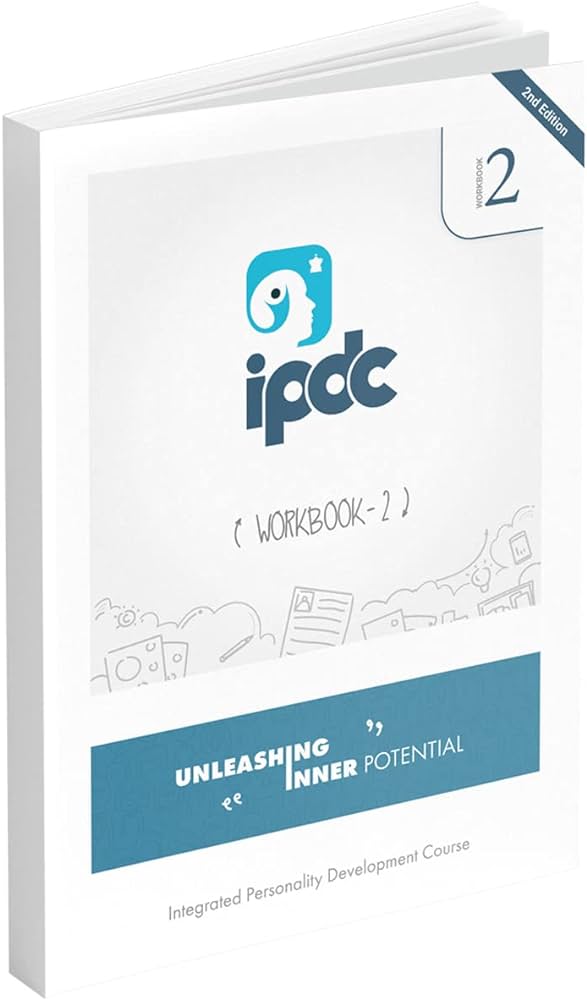 2nd Edition
WORKBOOK 2
ipdc
WORKBOOK-2
UNLEASHING
INNER POTENTIAL
Integrated Personality Development Course